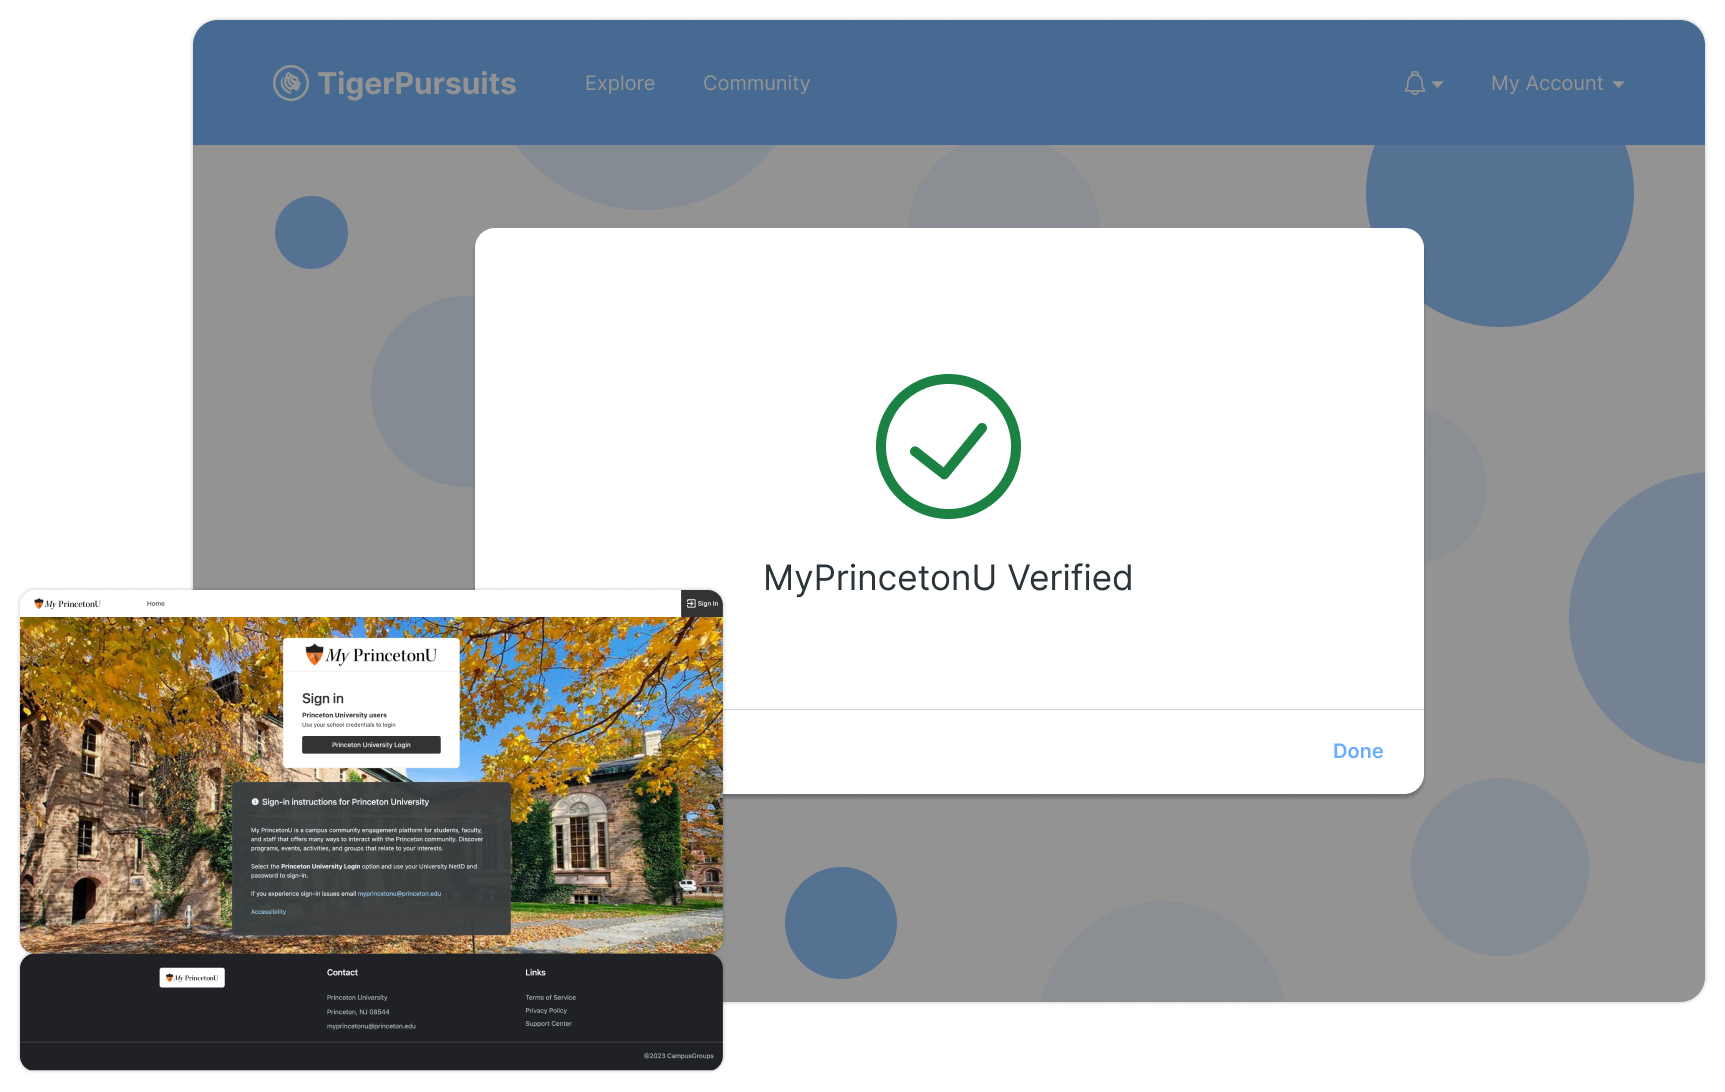 TigerPursuits
Explore
Community
My Account
MyPrincetonU Verified
Done
My PrincetonU
Home
Sign In
My PrincetonU
Sign in
Princeton University users
Use your school credentials to login
Princeton University Login
Sign-in instructions for Princeton University
My PrincetonU is a campus community engagement platform for students, faculty,
and staff that offers many ways to interact with the Princeton community. Discover
programs, events, activities, and groups that relate to your interests.
Select the Princeton University Login option and use your University NetID and
password to sign-in.
If you experience sign-in issues email myprincetonu@princeton.edu
Accessibility
My PrincetonU
Contact
Princeton University
Princeton, NJ 08544
myprincetonu@princeton.edu
Links
Terms of Service
Privacy Policy
Support Center
©2023 CampusGroups